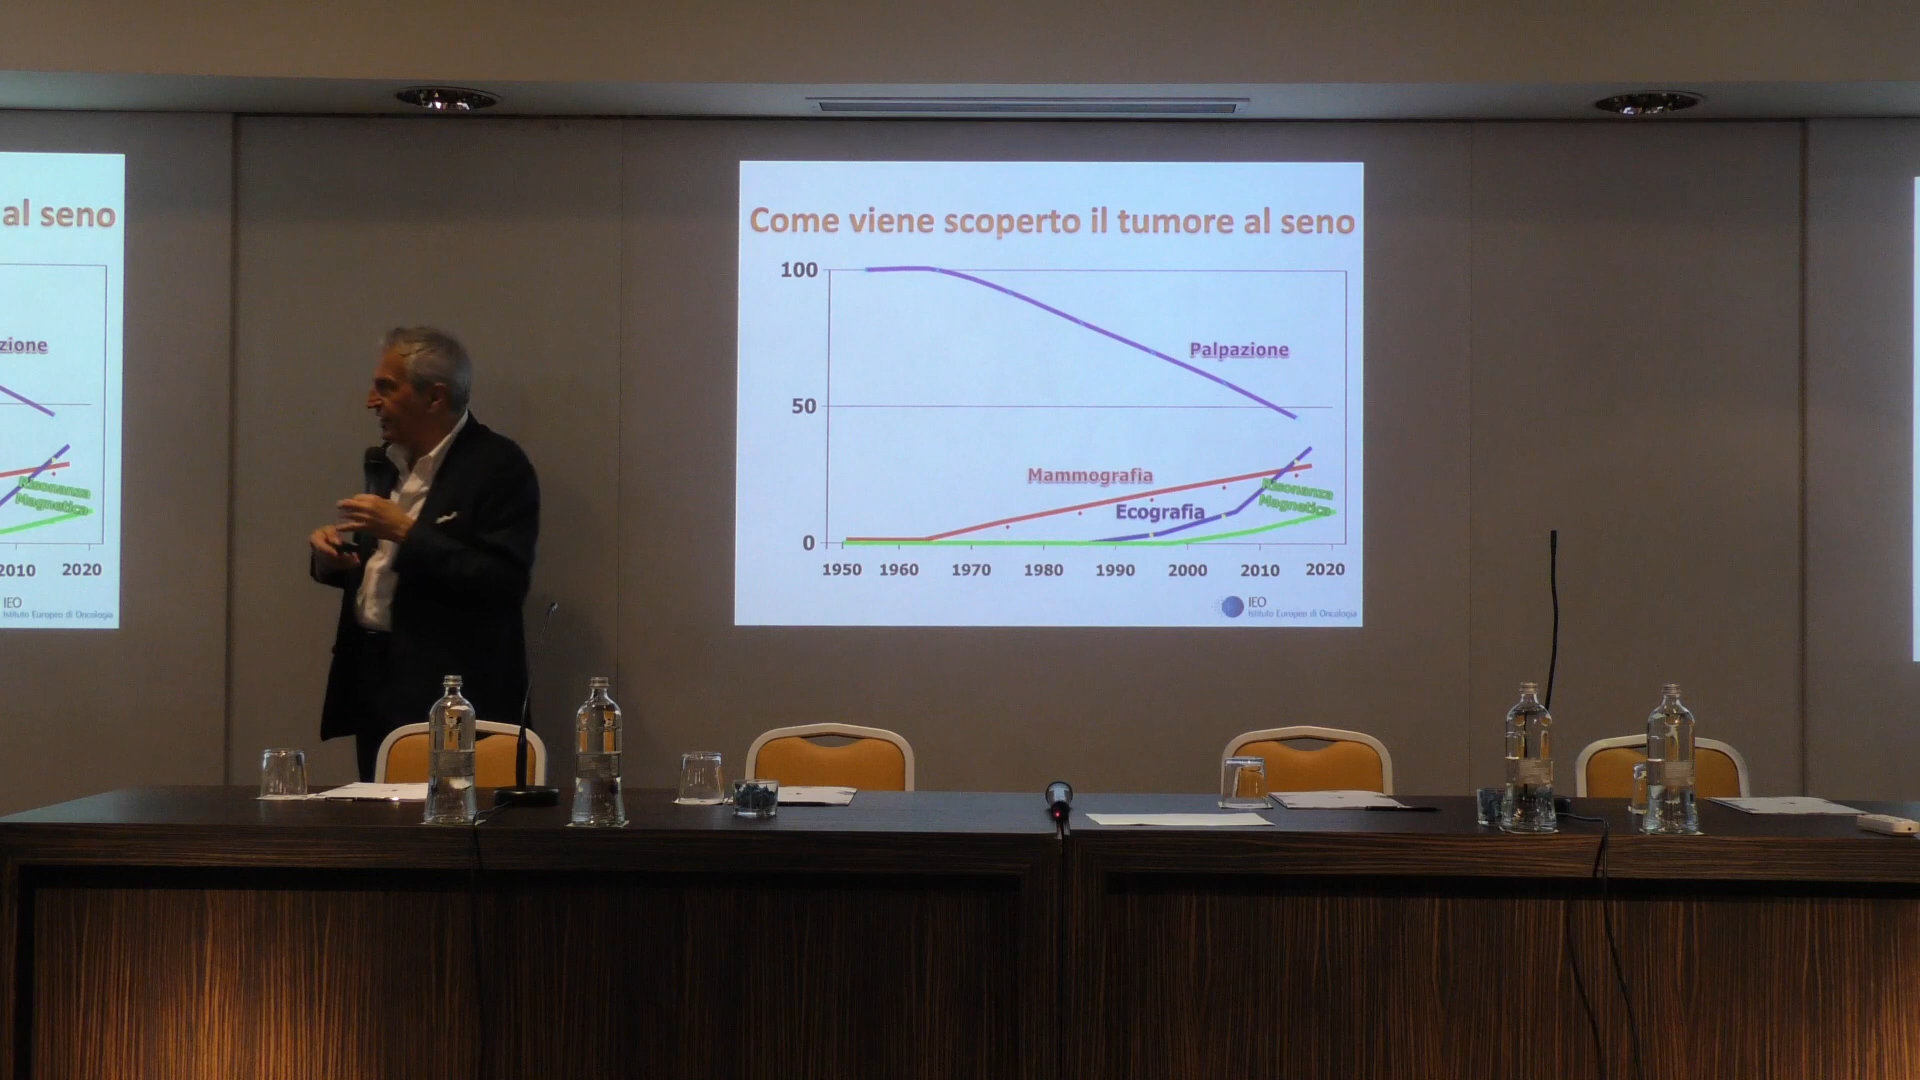 al seno
zione
Risonanza
Magnetica
2010 2020
IEO
Istituto Europeo di Oncologia
Come viene scoperto il tumore al seno
100
Palpazione
50
Mammografia
Risonanza
Magnetica
Ecografia
0
1950 1960 1970 1980 1990 2000 2010 2020
IEO
Istituto Europeo di Oncologia